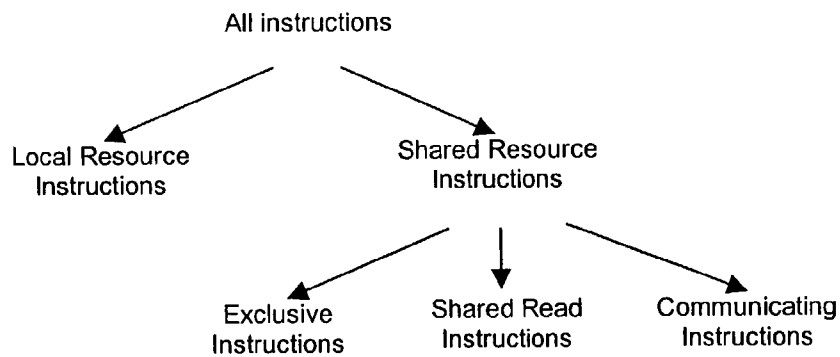 All instructions
Local Resource
Instructions
Shared Resource
Instructions
Exclusive
Instructions
Shared Read
Instructions
Communicating
Instructions